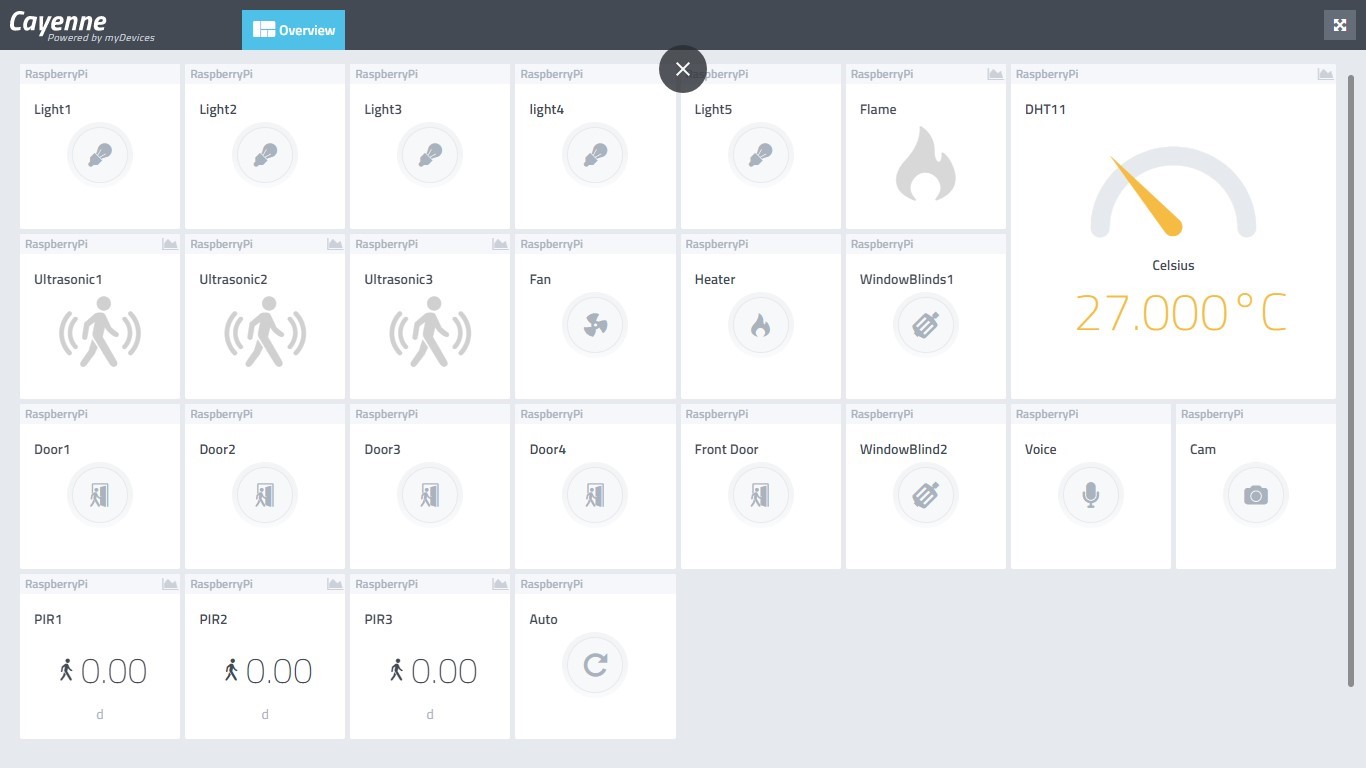 Cayenne
Powered by myDevices
Overview
RaspberryPi
Light1
RaspberryPi
Light2
RaspberryPi
Light3
RaspberryPi
light4
RaspberryPi
Light5
RaspberryPi
Flame
RaspberryPi
DHT11
Celsius
27.000°C
RaspberryPi
Ultrasonic1
RaspberryPi
Ultrasonic2
RaspberryPi
Ultrasonic3
RaspberryPi
Fan
RaspberryPi
Heater
RaspberryPi
WindowBlinds1
RaspberryPi
Door1
RaspberryPi
Door2
RaspberryPi
Door3
RaspberryPi
Door4
RaspberryPi
Front Door
RaspberryPi
WindowBlind2
RaspberryPi
Voice
RaspberryPi
Cam
RaspberryPi
PIR1
0.00
d
RaspberryPi
PIR2
0.00
d
RaspberryPi
PIR3
0.00
d
RaspberryPi
Auto